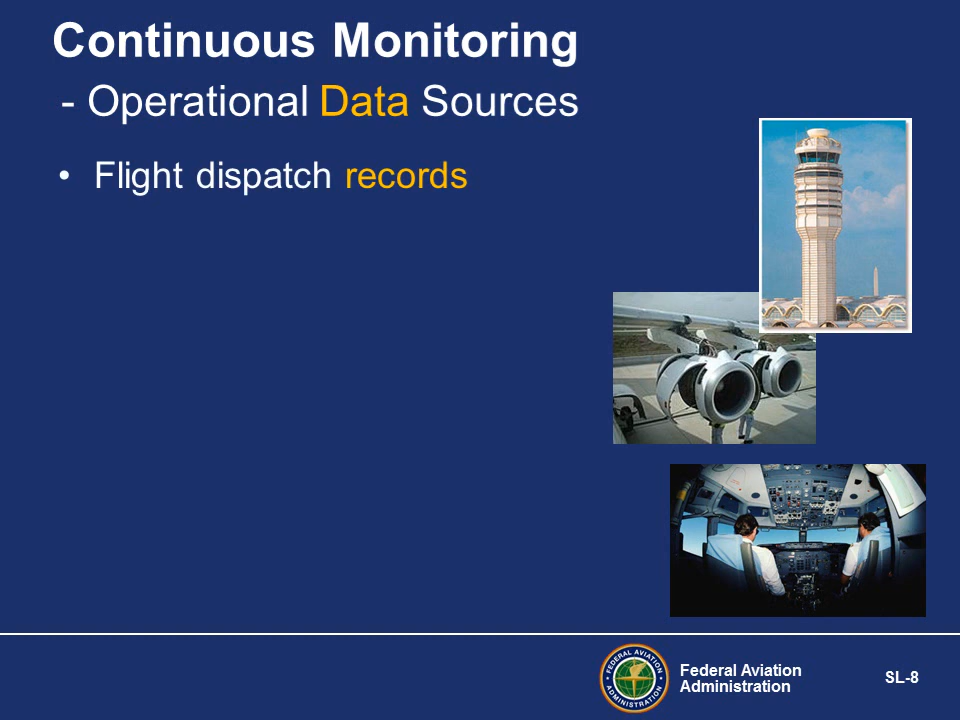 Continuous Monitoring
- Operational Data Sources
• Flight dispatch records
FEDERAL AVIATION
ADMINISTRATION
Federal Aviation
Administration
SL-8